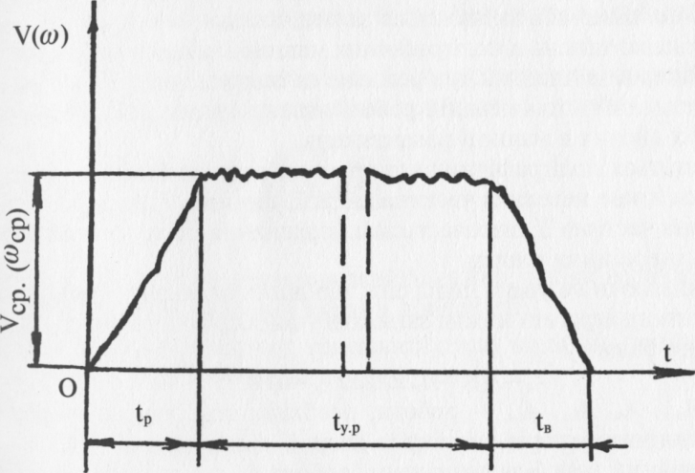 V(ω)
Vср. (ωср)
O
t
tр
tу.р
tв